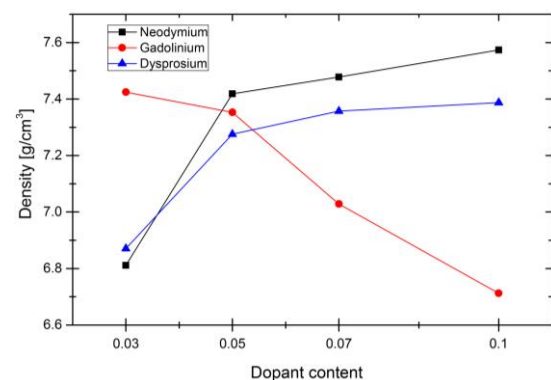 7.6
7.4
7.2
7.0
6.8
6.6
Density [g/cm³]
Neodymium
Gadolinium
Dysprosium
0.03
0.05
0.07
0.1
Dopant content